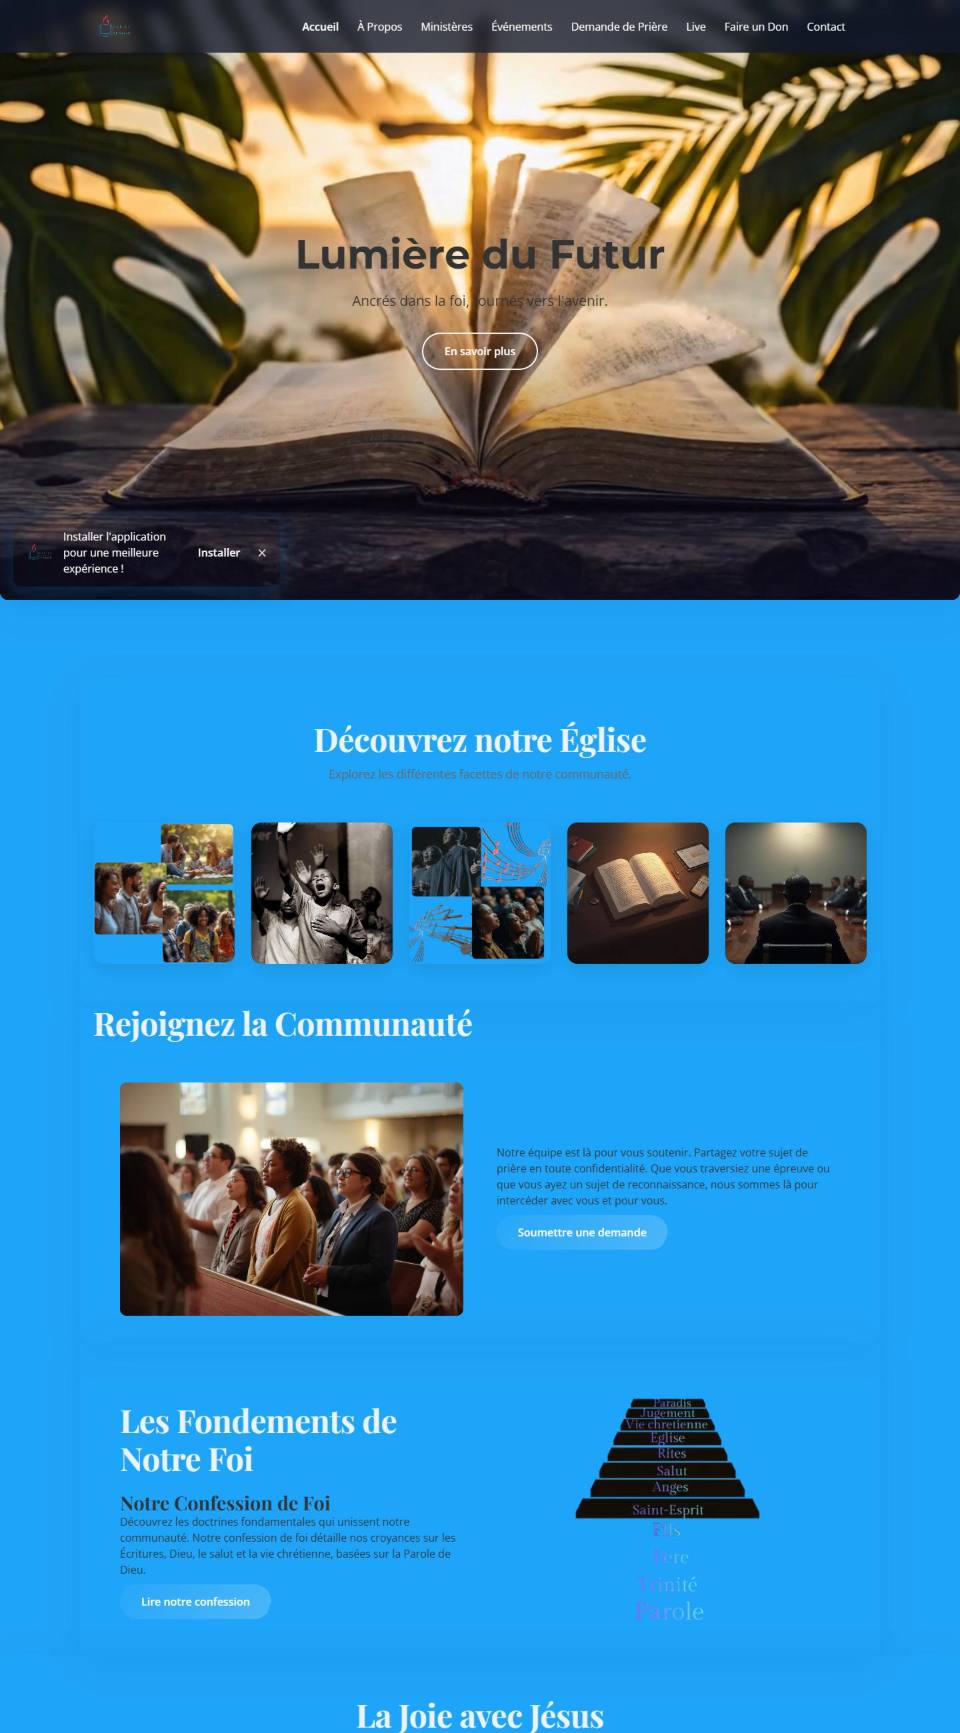 Accueil À Propos Ministères Événements Demande de Prière Live Faire un Don Contact
Lumière du Futur
Ancrés dans la foi, tournés vers l'avenir.
En savoir plus
Installer l'application
pour une meilleure
expérience !
Installer ×
Découvrez notre Église
Explorez les différentes facettes de notre communauté.
Rejoignez la Communauté
Notre équipe est là pour vous soutenir. Partagez votre sujet de
prière en toute confidentialité. Que vous traversiez une épreuve ou
que vous ayez un sujet de reconnaissance, nous sommes là pour
intercéder avec vous et pour vous.
Soumettre une demande
Les Fondements de
Notre Foi
Notre Confession de Foi
Découvrez les doctrines fondamentales qui unissent notre
communauté. Notre confession de foi détaille nos croyances sur les
Écritures, Dieu, le salut et la vie chrétienne, basées sur la Parole de
Dieu.
Lire notre confession
Paradis
Jugement
Vie chretienne
Eglise
Rites
Salut
Anges
Saint-Esprit
Fils
Père
Trinité
Parole
La Joie avec Jésus